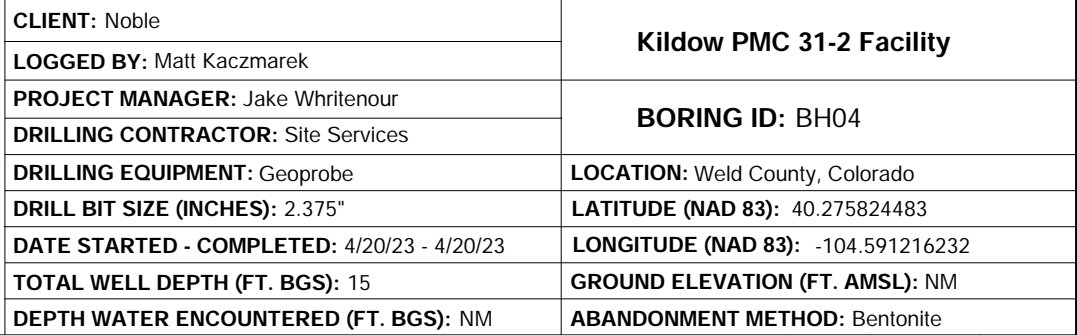 CLIENT: Noble
LOGGED BY: Matt Kaczmarek
Kildow PMC 31-2 Facility
PROJECT MANAGER: Jake Whritenour
DRILLING CONTRACTOR: Site Services
BORING ID: BH04
DRILLING EQUIPMENT: Geoprobe
LOCATION: Weld County, Colorado
DRILL BIT SIZE (INCHES): 2.375"
LATITUDE (NAD 83): 40.275824483
DATE STARTED - COMPLETED: 4/20/23 - 4/20/23
LONGITUDE (NAD 83): -104.591216232
TOTAL WELL DEPTH (FT. BGS): 15
GROUND ELEVATION (FT. AMSL): NM
DEPTH WATER ENCOUNTERED (FT. BGS): NM
ABANDONMENT METHOD: Bentonite